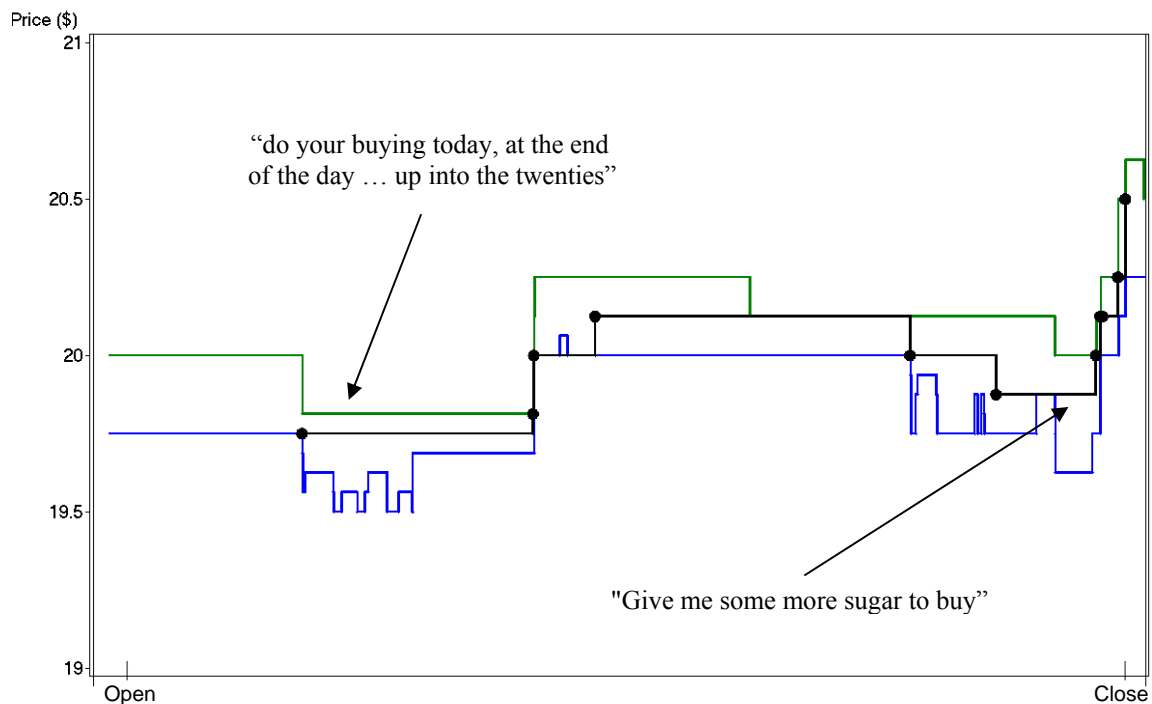 Price ($)
21
“do your buying today, at the end
of the day … up into the twenties”
20.5
20
19.5
"Give me some more sugar to buy”
19
Open Close